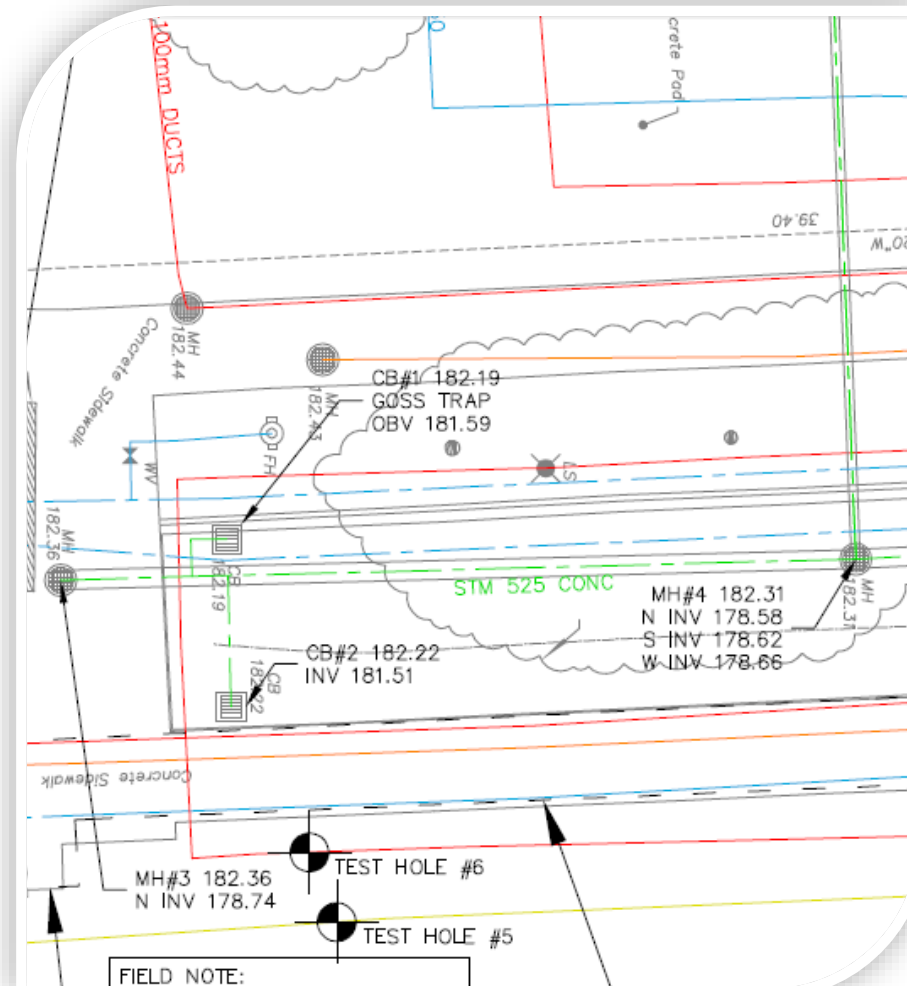 100mm DUCTS
crete Pad
39.40
20"W
MH
182.44
Concrete Sidewalk
MH
182.43
CB#1 182.19
GOSS TRAP
OBV 181.59
FH
WV
LS
MH
182.36
CB
182.19
STM 525 CONC
MH#4 182.31
N INV 178.58
S INV 178.62
W INV 178.66
MH
182.31
CB#2 182.22
INV 181.51
CB
182.22
Concrete Sidewalk
TEST HOLE #6
MH#3 182.36
N INV 178.74
TEST HOLE #5
FIELD NOTE: